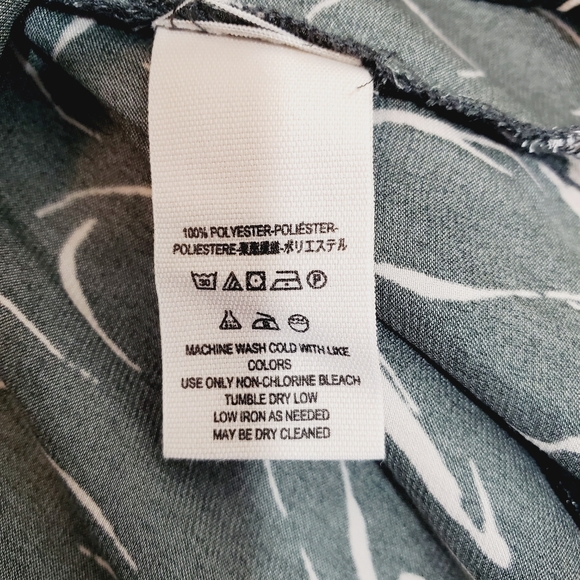 100% POLYESTER-POLIÉSTER-
POLIESTERE-聚酯纖維-ポリエステル
30 P
MACHINE WASH COLD WITH LIKE
COLORS
USE ONLY NON-CHLORINE BLEACH
TUMBLE DRY LOW
LOW IRON AS NEEDED
MAY BE DRY CLEANED